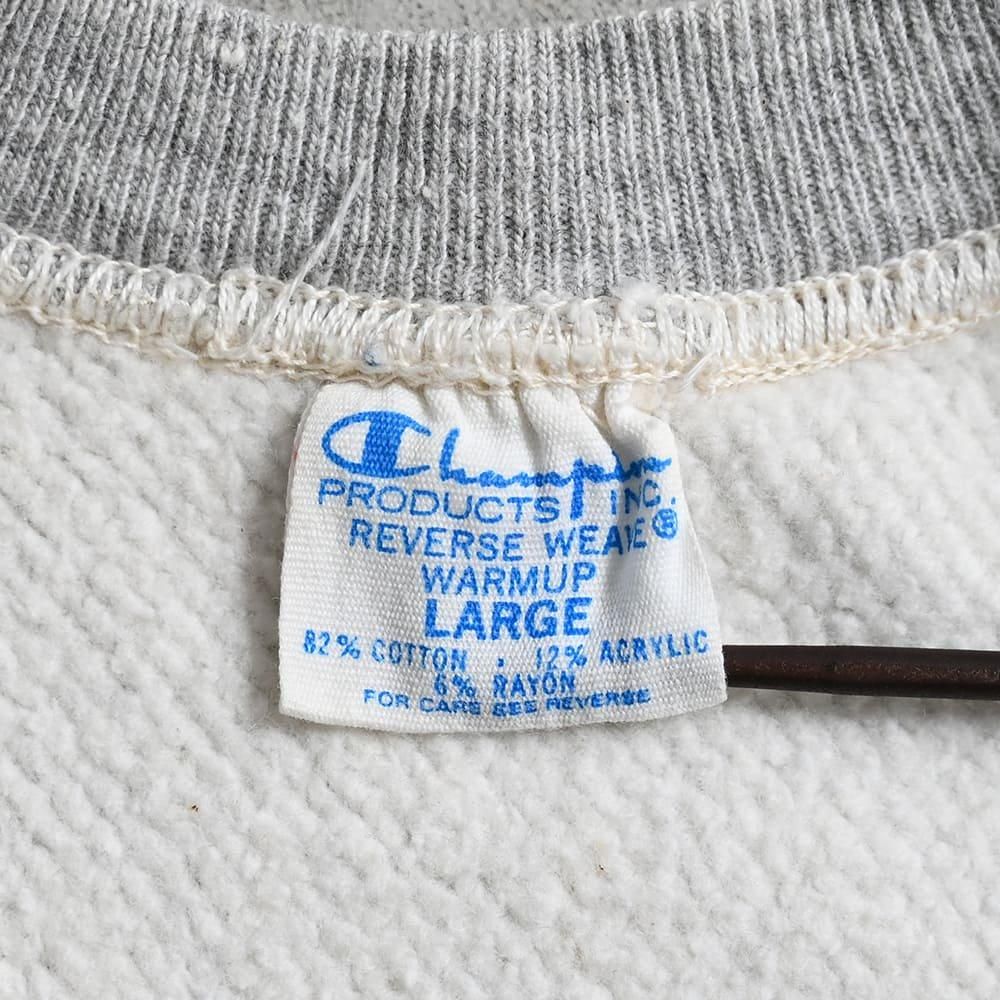 Champion
PRODUCTS INC.
REVERSE WEAVE®
WARMUP
LARGE
82% COTTON . 12% ACRYLIC
6% RAYON
FOR CARE SEE REVERSE